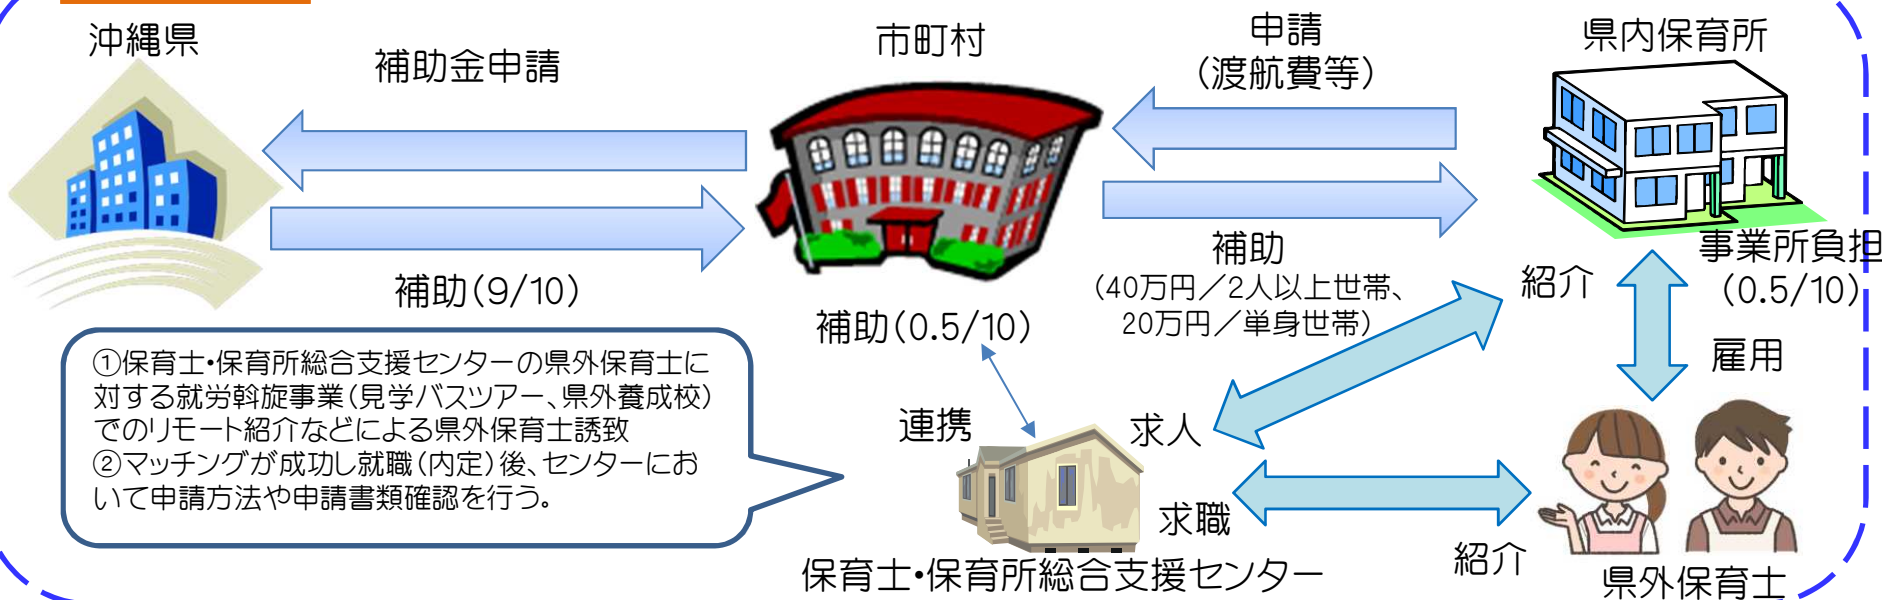 沖縄県
補助金申請
市町村
申請
(渡航費等)
県内保育所
補助(9/10)
補助(0.5/10)
補助
(40万円／2人以上世帯、
20万円／単身世帯)
紹介
事業所負担
(0.5/10)
雇用
①保育士・保育所総合支援センターの県外保育士に
対する就労斡旋事業(見学バスツアー、県外養成校)
でのリモート紹介などによる県外保育士誘致
②マッチングが成功し就職(内定)後、センターにお
いて申請方法や申請書類確認を行う。
連携
求人
求職
紹介
保育士・保育所総合支援センター
県外保育士